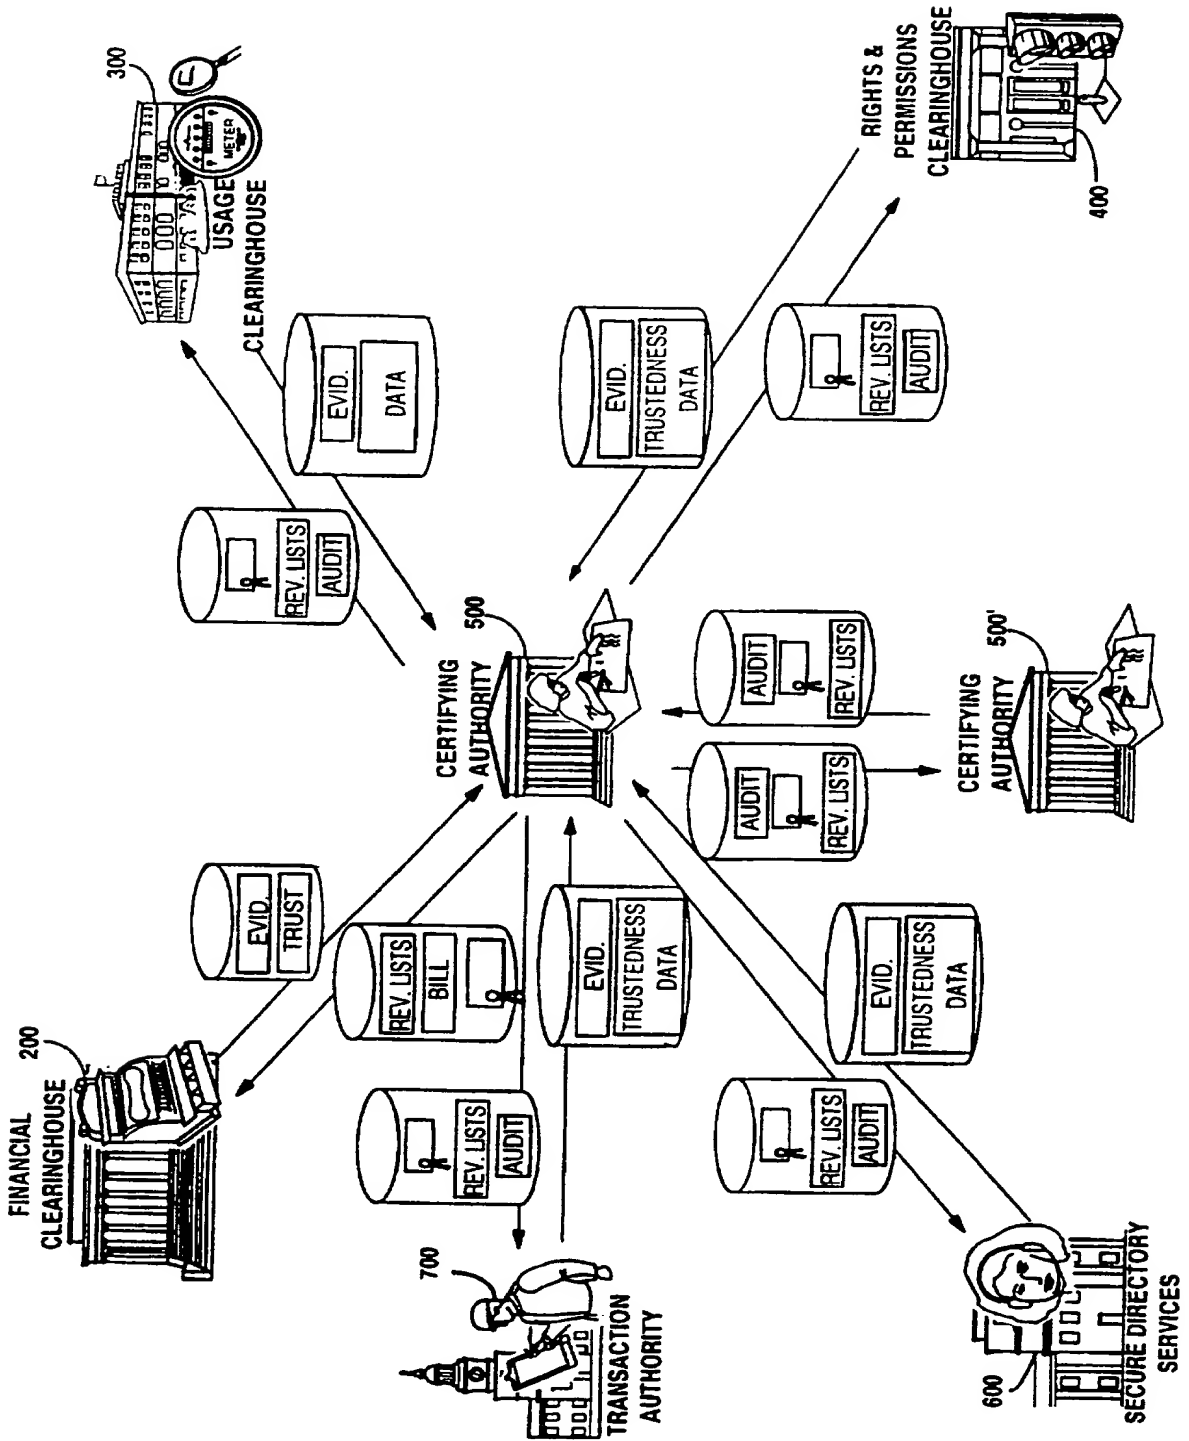 FINANCIAL
CLEARINGHOUSE
200
300
METER
USAGE
CLEARINGHOUSE
EVID.
TRUST
REV. LISTS
AUDIT
EVID.
DATA
REV. LISTS
BILL
700
TRANSACTION
AUTHORITY
REV. LISTS
AUDIT
CERTIFYING
AUTHORITY
500
EVID.
TRUSTEDNESS
DATA
EVID.
TRUSTEDNESS
DATA
AUDIT
REV. LISTS
AUDIT
REV. LISTS
REV. LISTS
AUDIT
REV. LISTS
AUDIT
EVID.
TRUSTEDNESS
DATA
RIGHTS &
PERMISSIONS
CLEARINGHOUSE
400
600
SECURE DIRECTORY
SERVICES
CERTIFYING
AUTHORITY
500'